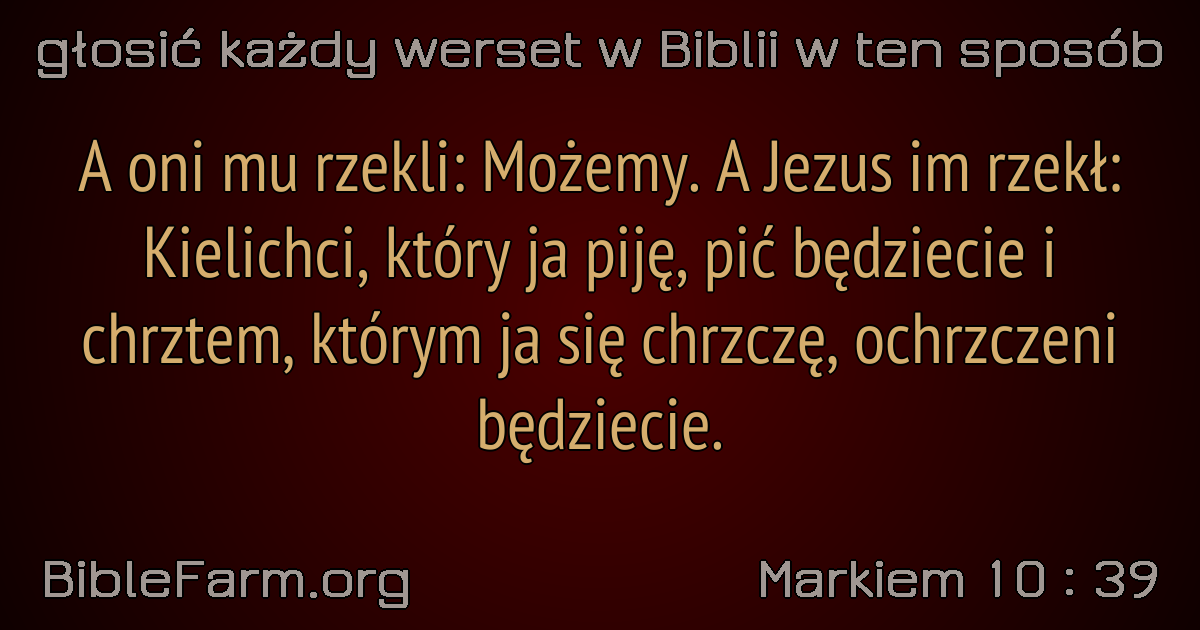 głosić każdy werset w Biblii w ten sposób
A oni mu rzekli: Możemy. A Jezus im rzekł:
Kielichci, który ja piję, pić będziecie i
chrztem, którym ja się chrzczę, ochrzczeni
będziecie.
BibleFarm.org
Markiem 10 : 39